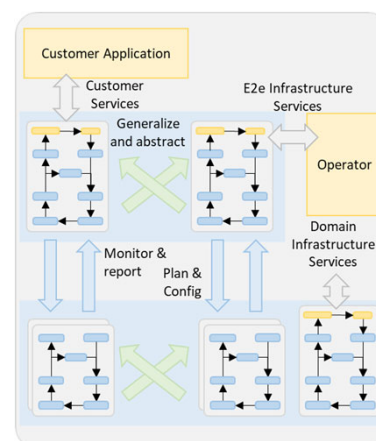 Customer Application
Customer
Services
E2e Infrastructure
Services
Generalize
and abstract
Operator
Domain
Infrastructure
Services
Monitor &
report
Plan &
Config